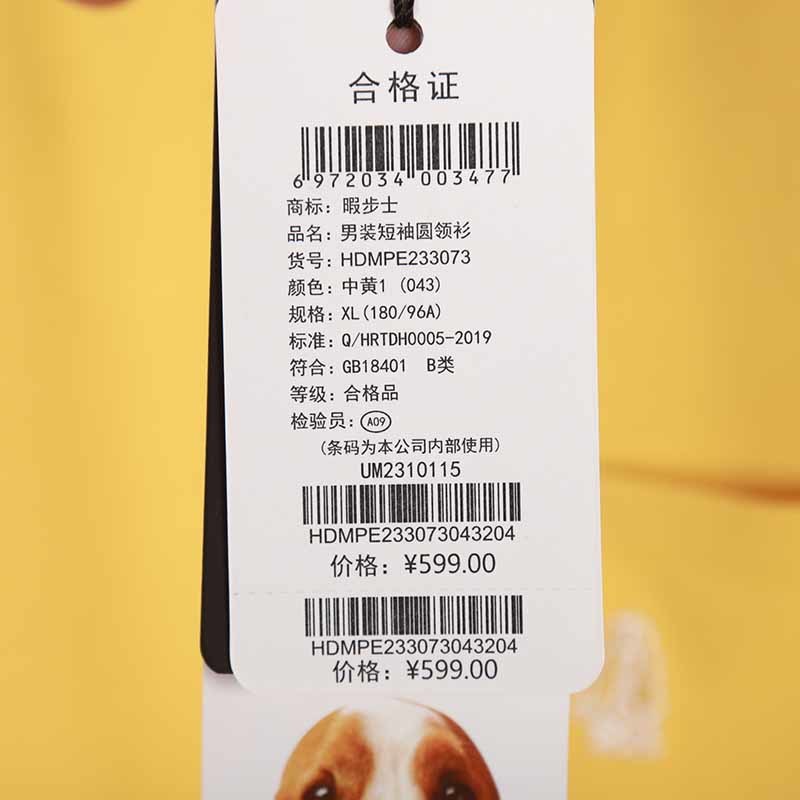 合格证
6 972034 003477
商标：暇步士
品名：男装短袖圆领衫
货号：HDMPE233073
颜色：中黄1 (043)
规格：XL(180/96A)
标准：Q/HRTDH0005-2019
符合：GB18401 B类
等级：合格品
检验员：A09
(条码为本公司内部使用)
UM2310115
HDMPE233073043204
价格：¥599.00
HDMPE233073043204
价格：¥599.00